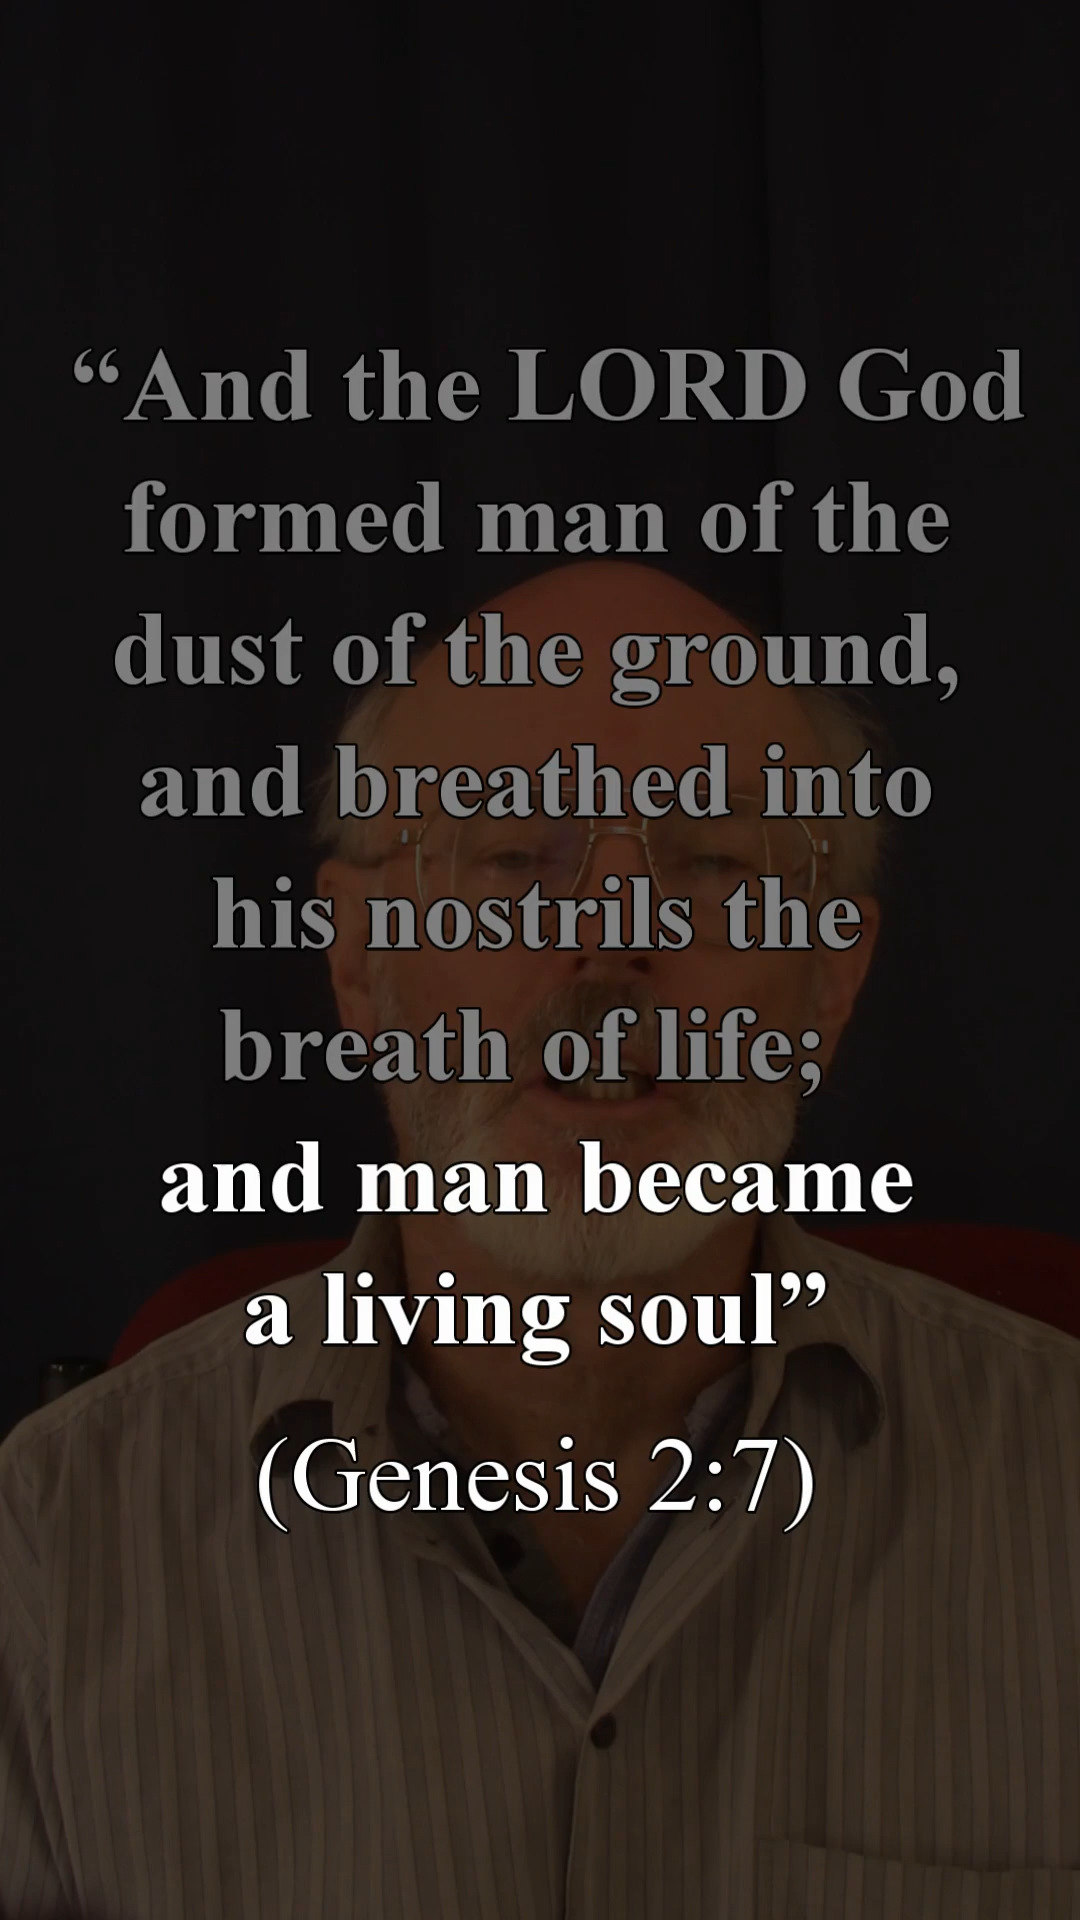 “And the LORD God
formed man of the
dust of the ground,
and breathed into
his nostrils the
breath of life;
and man became
a living soul”
(Genesis 2:7)